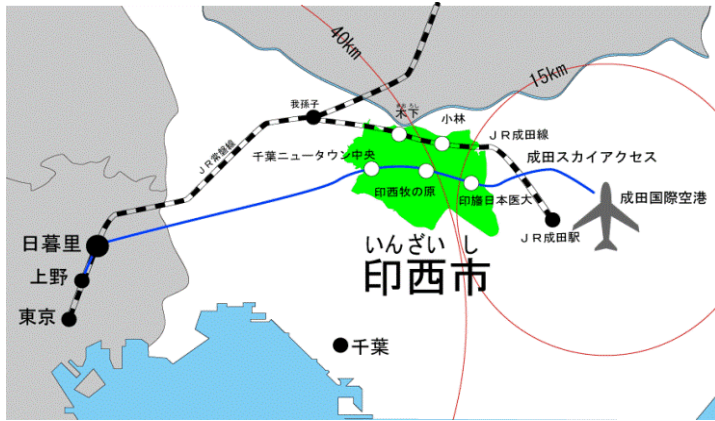 40km
15km
我孫子
木下
小林
JR常磐線
JR成田線
千葉ニュータウン中央
成田スカイアクセス
印西牧の原
印旛日本医大
成田国際空港
JR成田駅
日暮里
いんざい し
印西市
上野
東京
千葉